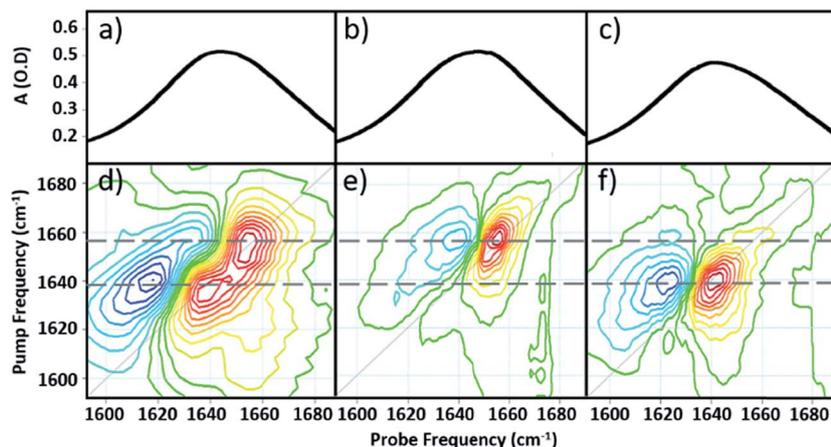 a) b) c)
A (O.D)
0.6
0.5
0.4
0.3
0.2
d) e) f)
Pump Frequency (cm⁻¹)
1680
1660
1640
1620
1600
1600 1620 1640 1660 1680 1600 1620 1640 1660 1680 1600 1620 1640 1660 1680
Probe Frequency (cm⁻¹)